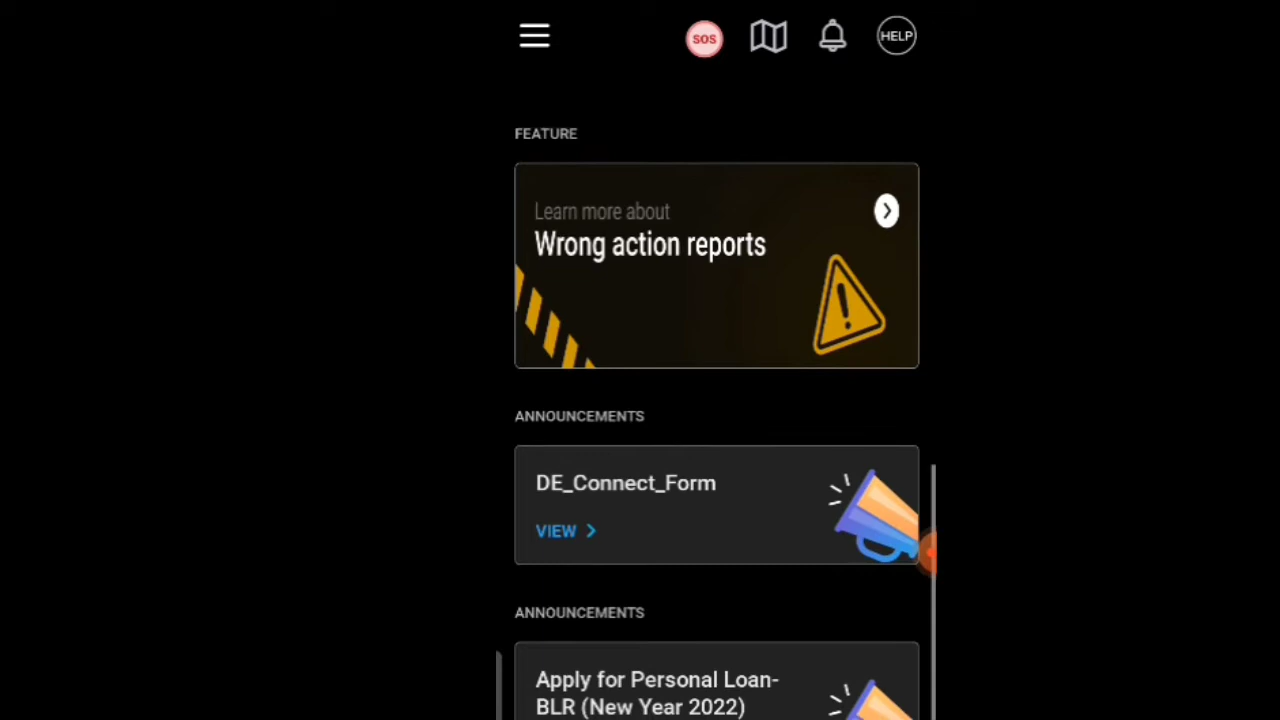 SOS
HELP
FEATURE
Learn more about
Wrong action reports
ANNOUNCEMENTS
DE_Connect_Form
VIEW
ANNOUNCEMENTS
Apply for Personal Loan-
BLR (New Year 2022)